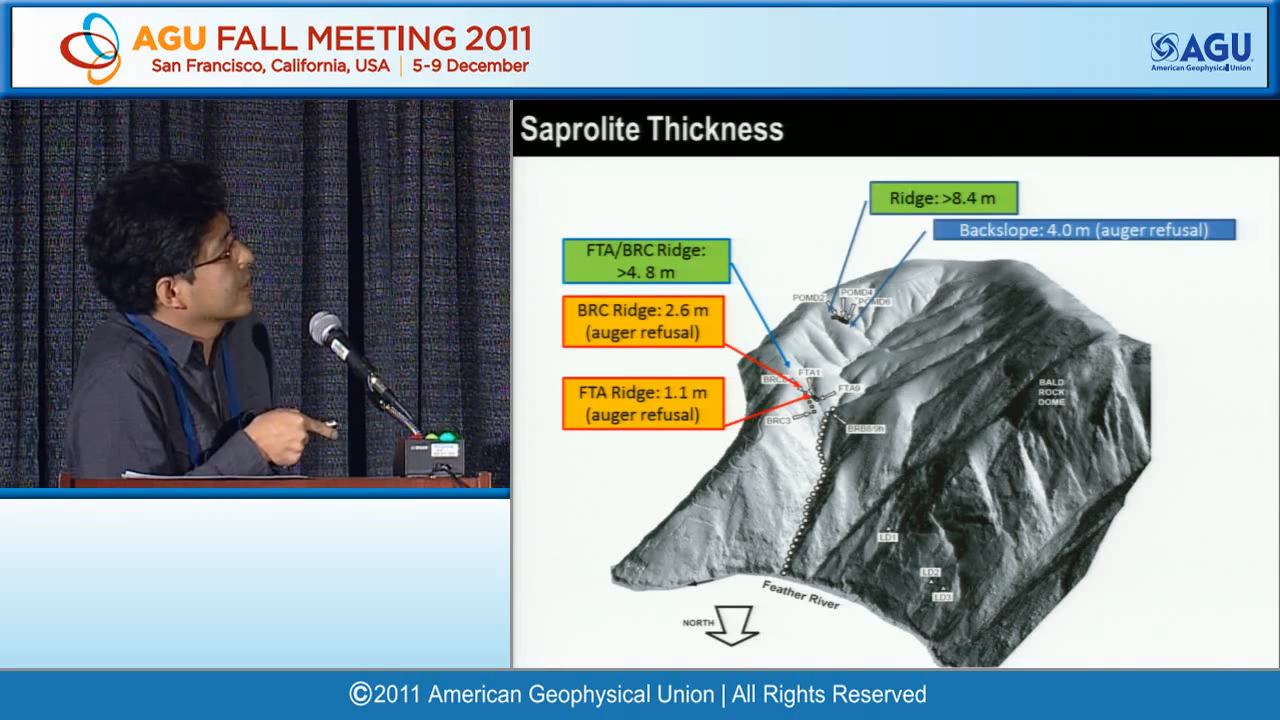 AGU FALL MEETING 2011
San Francisco, California, USA | 5-9 December
AGU
American Geophysical Union
Saprolite Thickness
Ridge: >8.4 m
Backslope: 4.0 m (auger refusal)
FTA/BRC Ridge:
>4. 8 m
BRC Ridge: 2.6 m
(auger refusal)
FTA Ridge: 1.1 m
(auger refusal)
POMD2
POMD4
POMD6
FTA1
FTA9
BRC3
BALD
ROCK
DOME
LD1
LD2
LD3
Feather River
NORTH
©2011 American Geophysical Union | All Rights Reserved